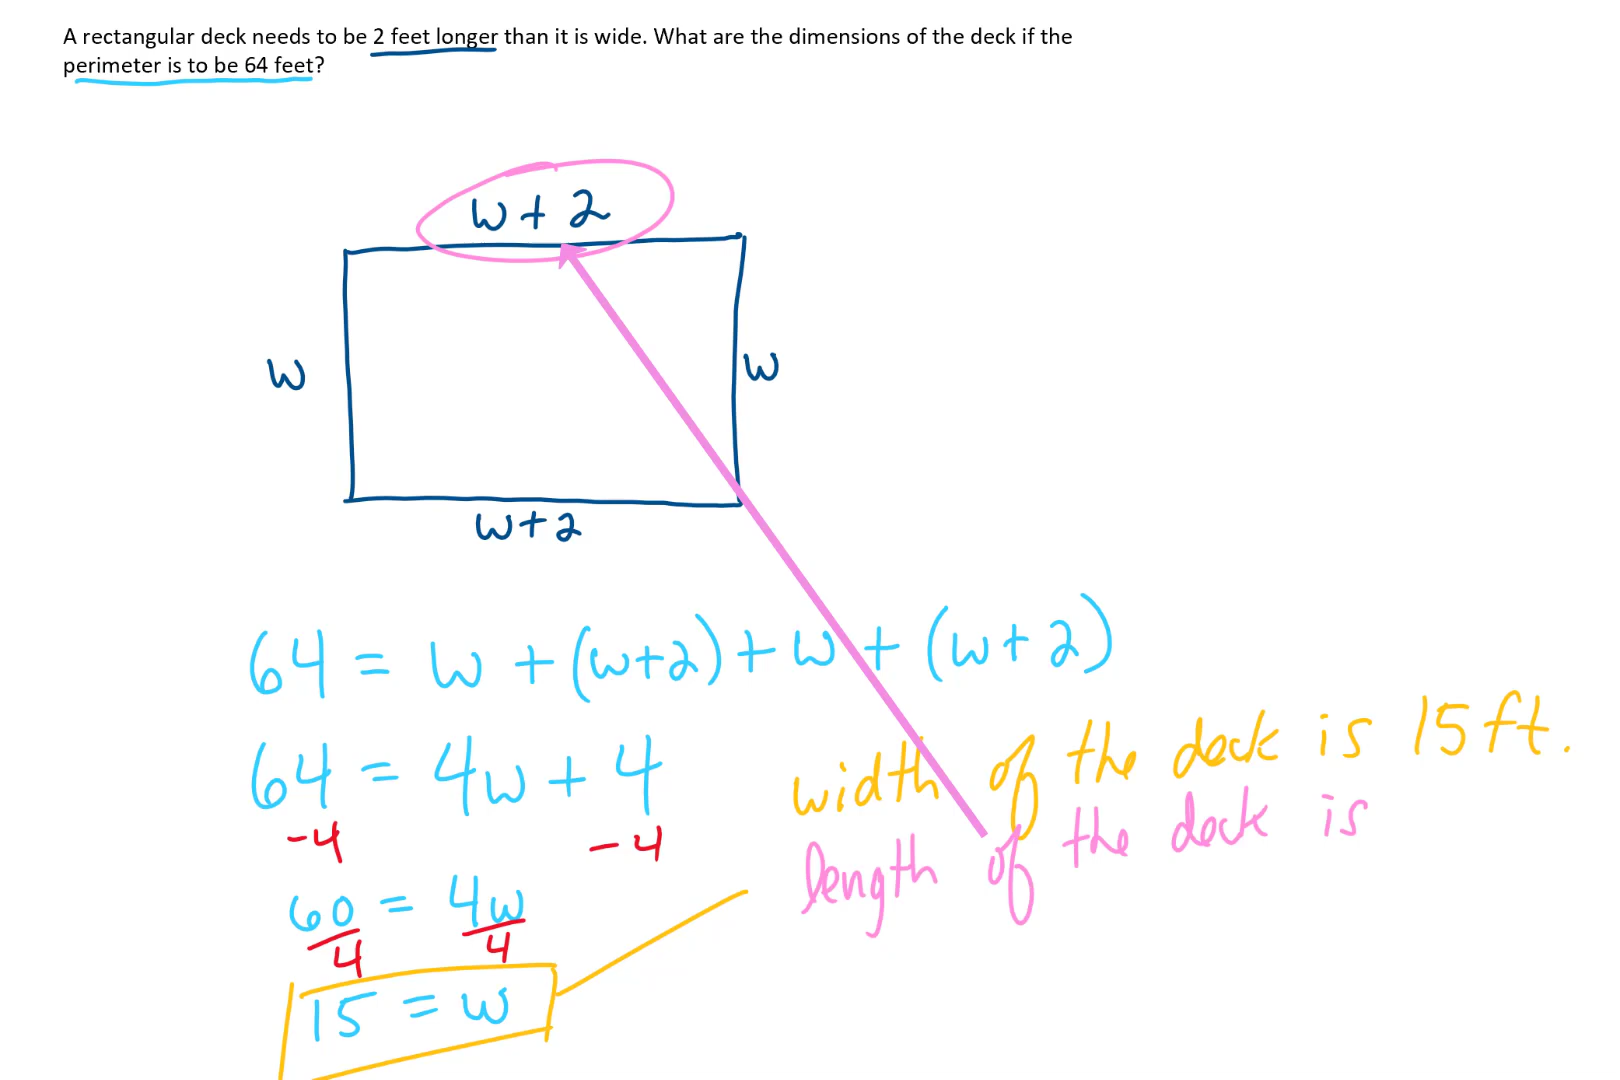 A rectangular deck needs to be 2 feet longer than it is wide. What are the dimensions of the deck if the
perimeter is to be 64 feet?
w + 2
w
w
w+2
64 = w + (w+2) + w + (w+2)
64 = 4w + 4
-4 -4
60/4 = 4w/4
15 = w
width of the deck is 15 ft.
length of the deck is